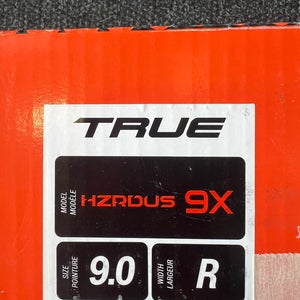 TRUE
MODEL
MODÈLE
HZRDUS 9X
SIZE
POINTURE
9.0
WIDTH
LARGEUR
R